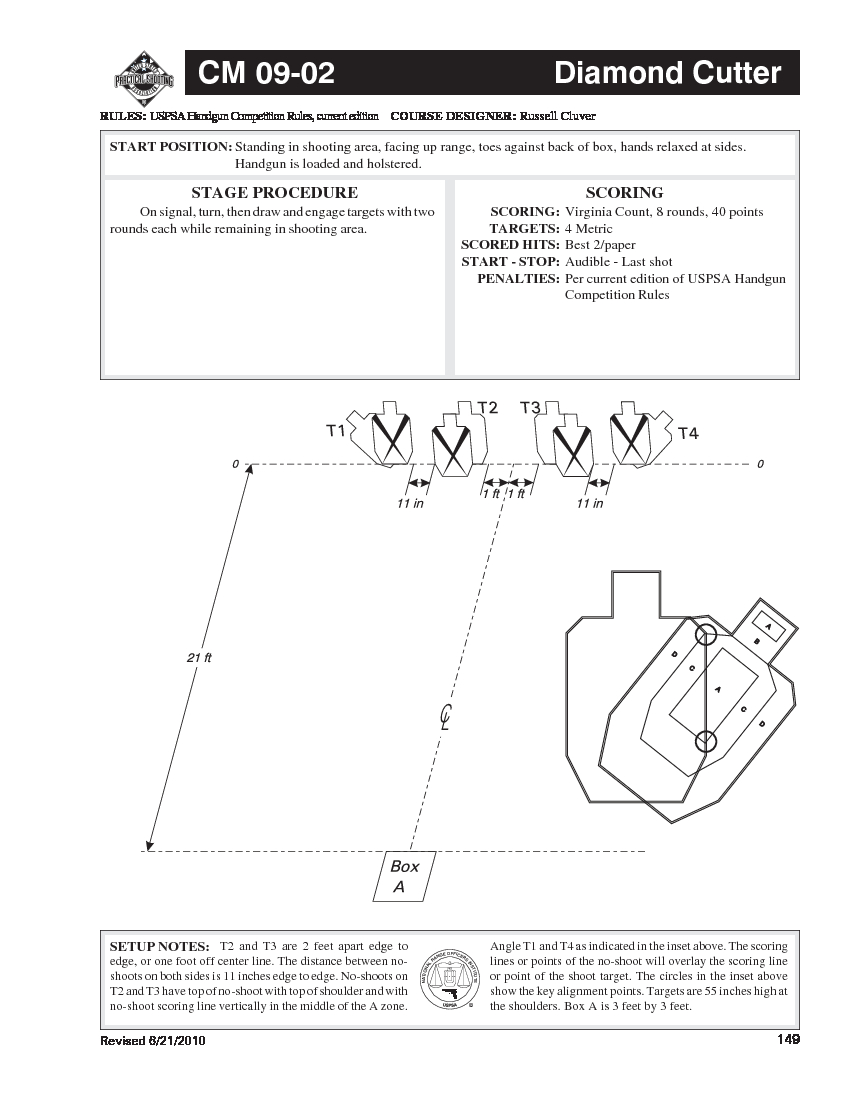 PRACTICAL SHOOTING
CM 09-02 Diamond Cutter
RULES: USPSA Handgun Competition Rules, current edition COURSE DESIGNER: Russell Cluver
START POSITION: Standing in shooting area, facing up range, toes against back of box, hands relaxed at sides.
Handgun is loaded and holstered.
STAGE PROCEDURE
On signal, turn, then draw and engage targets with two
rounds each while remaining in shooting area.
SCORING
SCORING: Virginia Count, 8 rounds, 40 points
TARGETS: 4 Metric
SCORED HITS: Best 2/paper
START - STOP: Audible - Last shot
PENALTIES: Per current edition of USPSA Handgun
Competition Rules
T1 T2 T3 T4
0 0
11 in 1 ft 1 ft 11 in
21 ft
A
B
D
C
A
C
D
CL
Box
A
SETUP NOTES: T2 and T3 are 2 feet apart edge to
edge, or one foot off center line. The distance between no-
shoots on both sides is 11 inches edge to edge. No-shoots on
T2 and T3 have top of no-shoot with top of shoulder and with
no-shoot scoring line vertically in the middle of the A zone.
USPSA
Angle T1 and T4 as indicated in the inset above. The scoring
lines or points of the no-shoot will overlay the scoring line
or point of the shoot target. The circles in the inset above
show the key alignment points. Targets are 55 inches high at
the shoulders. Box A is 3 feet by 3 feet.
Revised 6/21/2010 149